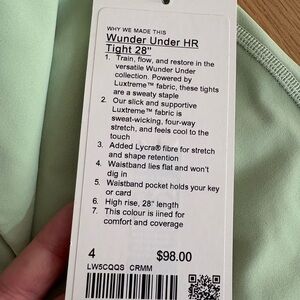 WHY WE MADE THIS
Wunder Under HR
Tight 28"
1. Train, flow, and restore in the
versatile Wunder Under
collection. Powered by
Luxtreme™ fabric, these tights
are a sweaty staple
2. Our slick and supportive
Luxtreme™ fabric is
sweat-wicking, four-way
stretch, and feels cool to the
touch
3. Added Lycra® fibre for stretch
and shape retention
4. Waistband lies flat and won't
dig in
5. Waistband pocket holds your key
or card
6. High rise, 28" length
7. This colour is lined for
comfort and coverage
4 $98.00
LW5CQQS CRMM